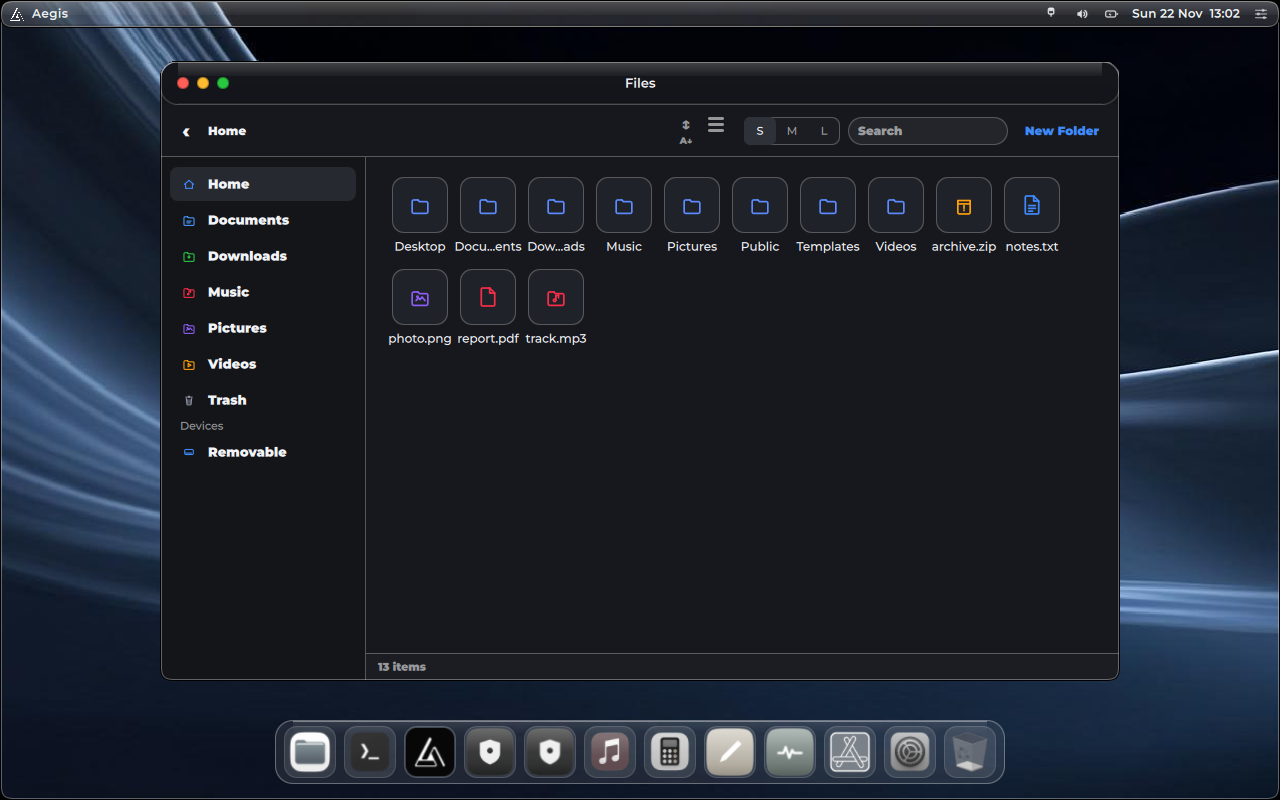 Aegis
Sun 22 Nov 13:02
Files
Home
A+
S M L
Search
New Folder
Home
Documents
Downloads
Music
Pictures
Videos
Trash
Devices
Removable
Desktop Docu...ents Dow...ads Music Pictures Public Templates Videos archive.zip notes.txt
photo.png report.pdf track.mp3
13 items